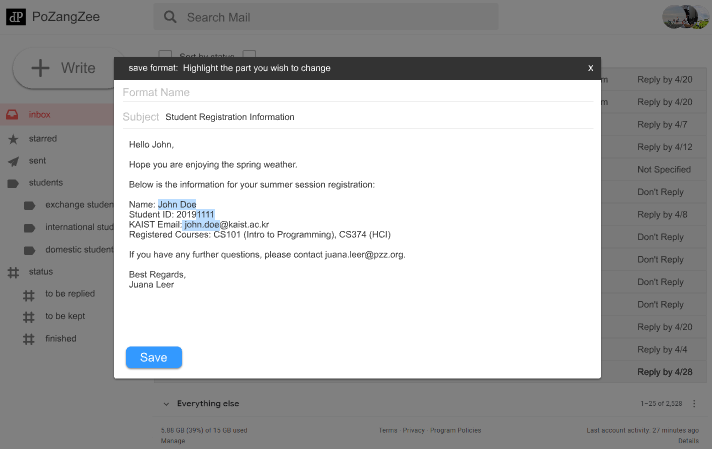 dP PoZangZee
Search Mail
Sort by status
Write
save format: Highlight the part you wish to change
x
Format Name
Subject Student Registration Information
Hello John,
Hope you are enjoying the spring weather.
Below is the information for your summer session registration:
Name: John Doe
Student ID: 20191111
KAIST Email: john.doe@kaist.ac.kr
Registered Courses: CS101 (Intro to Programming), CS374 (HCI)
If you have any further questions, please contact juana.leer@pzz.org.
Best Regards,
Juana Leer
Save
inbox
starred
sent
students
exchange studen
international stud
domestic student
status
to be replied
to be kept
finished
m Reply by 4/20
m Reply by 4/20
Reply by 4/7
Reply by 4/12
Not Specified
Don't Reply
Reply by 4/8
Don't Reply
Don't Reply
Don't Reply
Don't Reply
Reply by 4/20
Reply by 4/4
Reply by 4/28
Everything else
1–25 of 2,528
5.88 GB (39%) of 15 GB used
Manage
Terms · Privacy · Program Policies
Last account activity: 27 minutes ago
Details